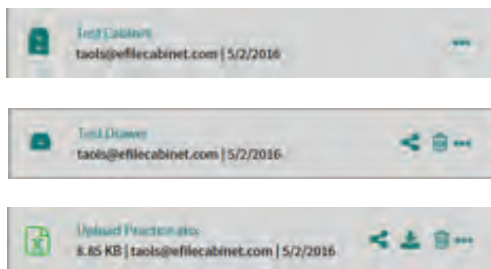 Test Cabinet
taols@efilecabinet.com | 5/2/2016
Test Drawer
taols@efilecabinet.com | 5/2/2016
Upload Practice.xlsx
8.85 KB | taols@efilecabinet.com | 5/2/2016